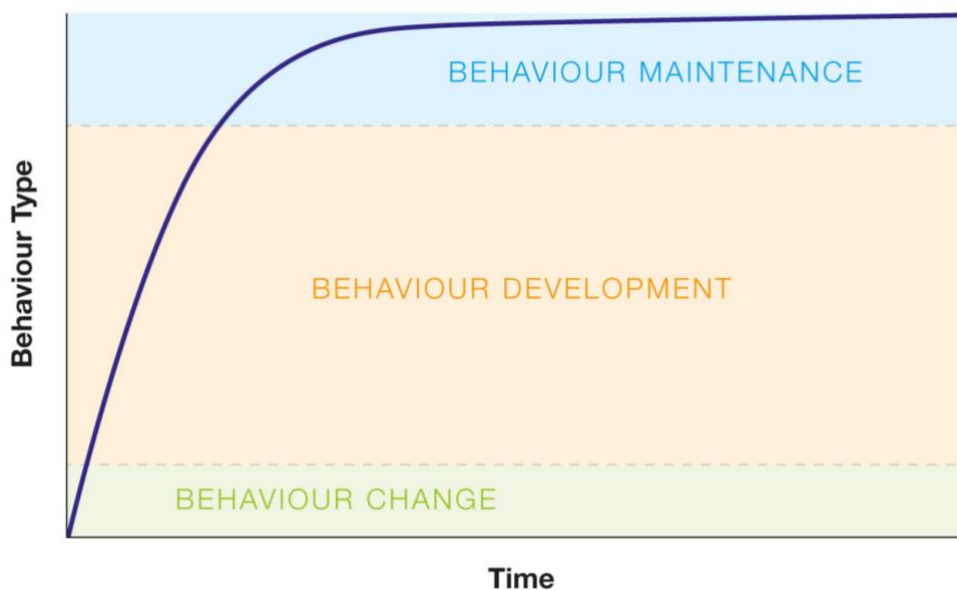 BEHAVIOUR MAINTENANCE
Behaviour Type
BEHAVIOUR DEVELOPMENT
BEHAVIOUR CHANGE
Time